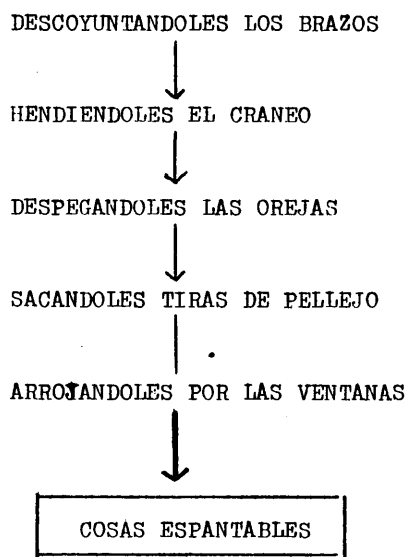 DESCOYUNTANDOLES LOS BRAZOS
HENDIENDOLES EL CRANEO
DESPEGANDOLES LAS OREJAS
SACANDOLES TIRAS DE PELLEJO
ARROJANDOLES POR LAS VENTANAS
COSAS ESPANTABLES